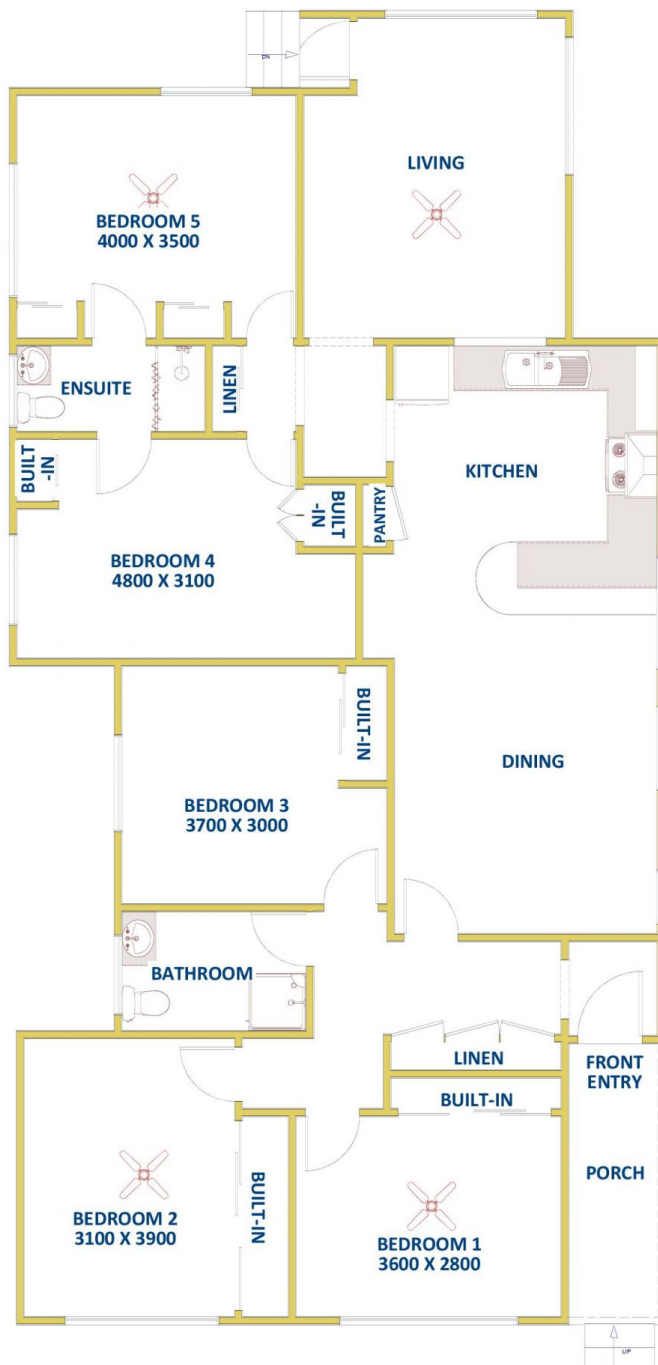 DN
LIVING
BEDROOM 5
4000 X 3500
ENSUITE
LINEN
BUILT
-IN
KITCHEN
BUILT
-IN
PANTRY
BEDROOM 4
4800 X 3100
BUILT-IN
DINING
BEDROOM 3
3700 X 3000
BATHROOM
LINEN
FRONT
ENTRY
BUILT-IN
PORCH
BUILT-IN
BEDROOM 2
3100 X 3900
BEDROOM 1
3600 X 2800
UP